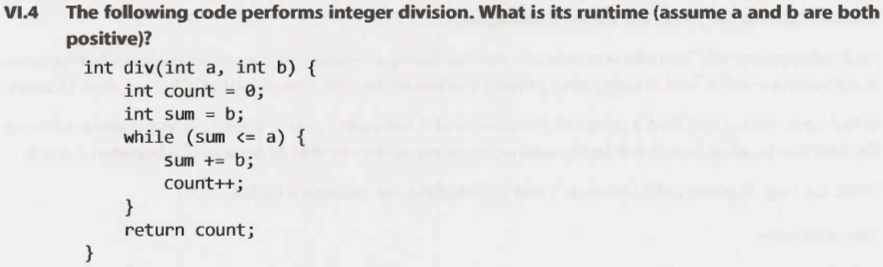 VI.4 The following code performs integer division. What is its runtime (assume a and b are both
positive)?
int div(int a, int b) {
int count = 0;
int sum = b;
while (sum <= a) {
sum += b;
count++;
}
return count;
}